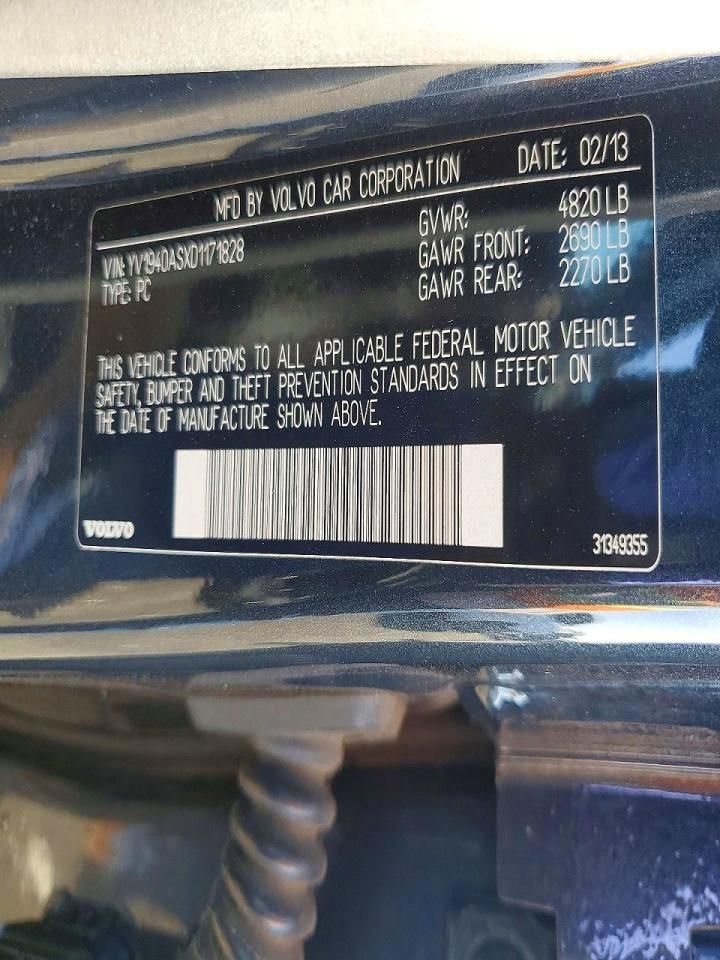 MFD BY VOLVO CAR CORPORATION DATE: 02/13
VIN: YV1940ASXD1171828
TYPE: PC
GVWR: 4820 LB
GAWR FRONT: 2690 LB
GAWR REAR: 2270 LB
THIS VEHICLE CONFORMS TO ALL APPLICABLE FEDERAL MOTOR VEHICLE
SAFETY, BUMPER AND THEFT PREVENTION STANDARDS IN EFFECT ON
THE DATE OF MANUFACTURE SHOWN ABOVE.
VOLVO
31349355